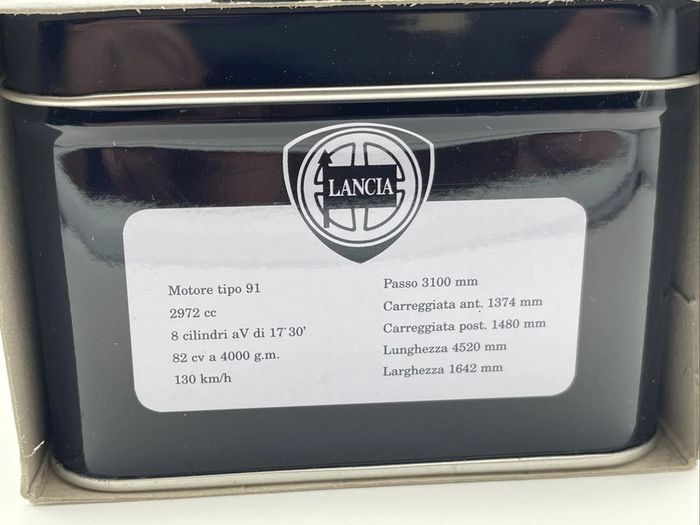 LANCIA
Motore tipo 91
2972 cc
8 cilindri aV di 17°30'
82 cv a 4000 g.m.
130 km/h
Passo 3100 mm
Carreggiata ant. 1374 mm
Carreggiata post. 1480 mm
Lunghezza 4520 mm
Larghezza 1642 mm